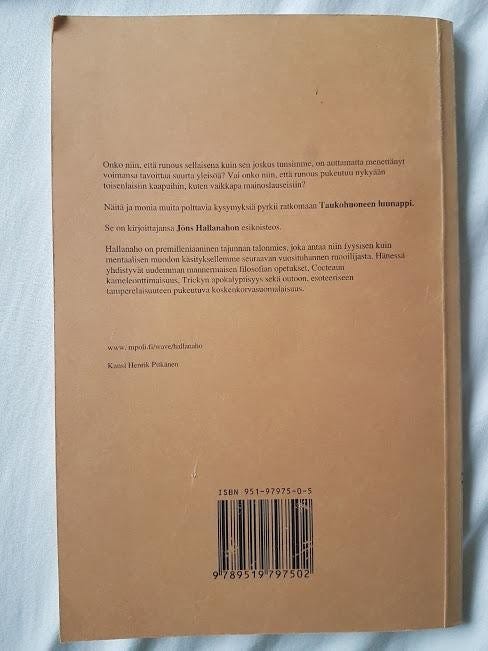 Onko niin, että runous sellaisena kuin sen joskus tunsimme, on auttamatta menettänyt
voimansa tavoittaa suurta yleisöä? Vai onko niin, että runous pukeutuu nykyään
toisenlaisiin kaapuihin, kuten vaikkapa mainoslauseisiin?
Näitä ja monia muita polttavia kysymyksiä pyrkii ratkomaan Taukohuoneen luunappi.
Se on kirjoittajansa Jöns Hallanahon esikoisteos.
Hallanaho on premilleniaaninen tajunnan talonmies, joka antaa niin fyysisen kuin
mentaalisen muodon käsityksellemme seuraavan vuosituhannen runoilijasta. Hänessä
yhdistyvät uudemman mannermaisen filosofian opetukset, Cocteaun
kameleonttimaisuus, Trickyn apokalyptisyys sekä outoon, esoteeriseen
tamperelaisuuteen pukeutuva koskenkorvasuomalaisuus.
www. mpoli.fi/wave/hallanaho
Kansi Henrik Pitkänen
ISBN 951-97975-0-5
9 789519 797502